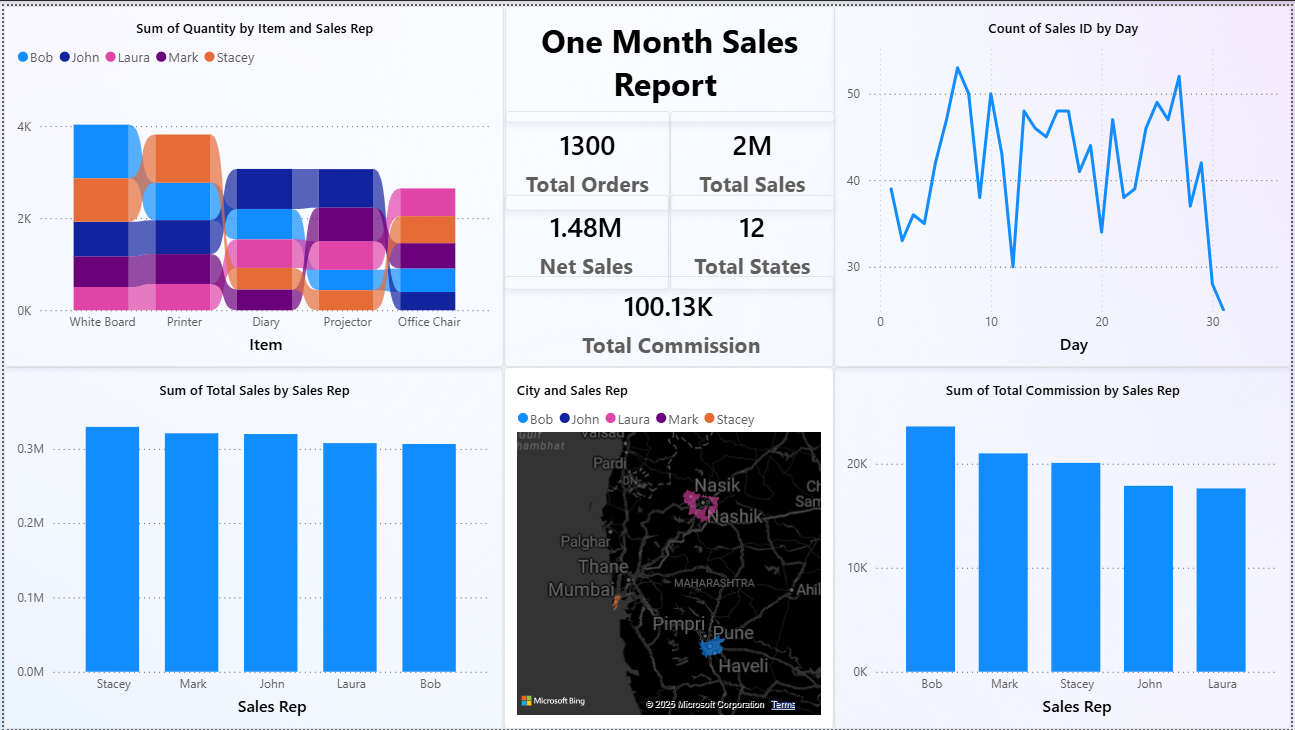 Sum of Quantity by Item and Sales Rep
Bob John Laura Mark Stacey
4K
2K
0K
White Board Printer Diary Projector Office Chair
Item
One Month Sales
Report
1300
Total Orders
2M
Total Sales
1.48M
Net Sales
12
Total States
100.13K
Total Commission
Count of Sales ID by Day
50
40
30
0 10 20 30
Day
Sum of Total Sales by Sales Rep
0.3M
0.2M
0.1M
0.0M
Stacey Mark John Laura Bob
Sales Rep
City and Sales Rep
Bob John Laura Mark Stacey
Gulf
hambhat
Valsad
Pardi
DN
Nasik
Nashik
Ch
Sam
Palghar
Thane
Mumbai
MAHARASHTRA
Ahil
Pimpri
Pune
Haveli
Microsoft Bing
© 2025 Microsoft Corporation Terms
Sum of Total Commission by Sales Rep
20K
10K
0K
Bob Mark Stacey John Laura
Sales Rep